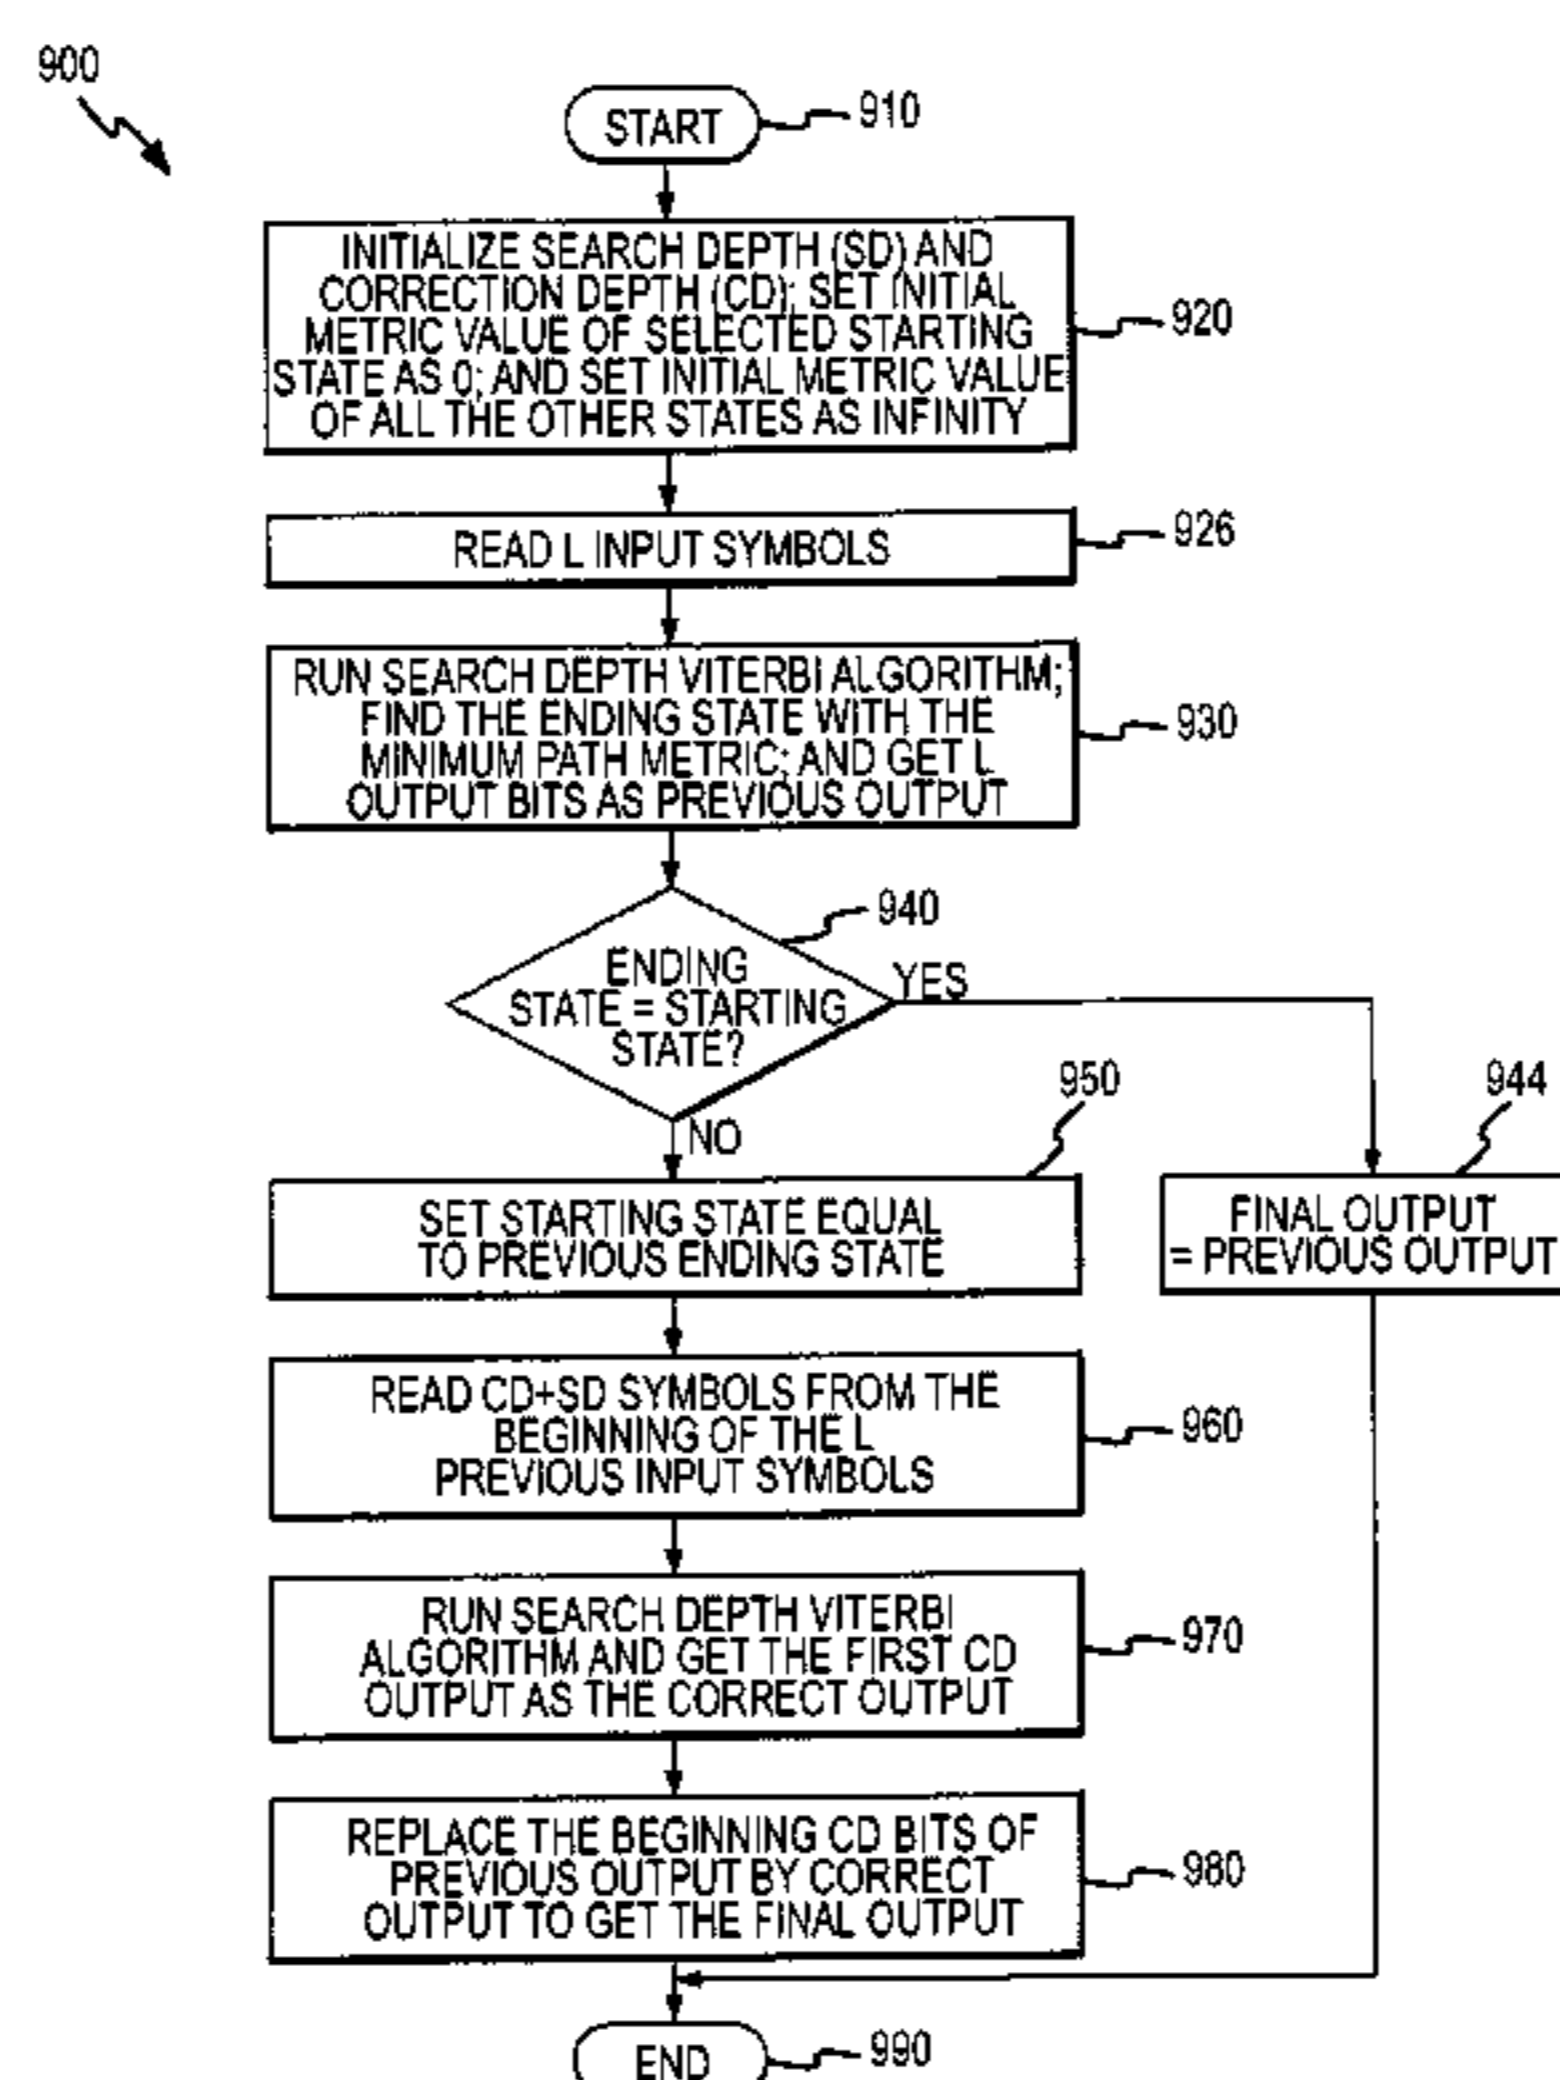 900
START
910
INITIALIZE SEARCH DEPTH (SD) AND
CORRECTION DEPTH (CD); SET INITIAL
METRIC VALUE OF SELECTED STARTING
STATE AS 0; AND SET INITIAL METRIC VALUE
OF ALL THE OTHER STATES AS INFINITY
920
READ L INPUT SYMBOLS
926
RUN SEARCH DEPTH VITERBI ALGORITHM;
FIND THE ENDING STATE WITH THE
MINIMUM PATH METRIC; AND GET L
OUTPUT BITS AS PREVIOUS OUTPUT
930
940
ENDING
STATE = STARTING
STATE?
YES
NO
950
944
SET STARTING STATE EQUAL
TO PREVIOUS ENDING STATE
FINAL OUTPUT
= PREVIOUS OUTPUT
READ CD+SD SYMBOLS FROM THE
BEGINNING OF THE L
PREVIOUS INPUT SYMBOLS
960
RUN SEARCH DEPTH VITERBI
ALGORITHM AND GET THE FIRST CD
OUTPUT AS THE CORRECT OUTPUT
970
REPLACE THE BEGINNING CD BITS OF
PREVIOUS OUTPUT BY CORRECT
OUTPUT TO GET THE FINAL OUTPUT
980
END
990